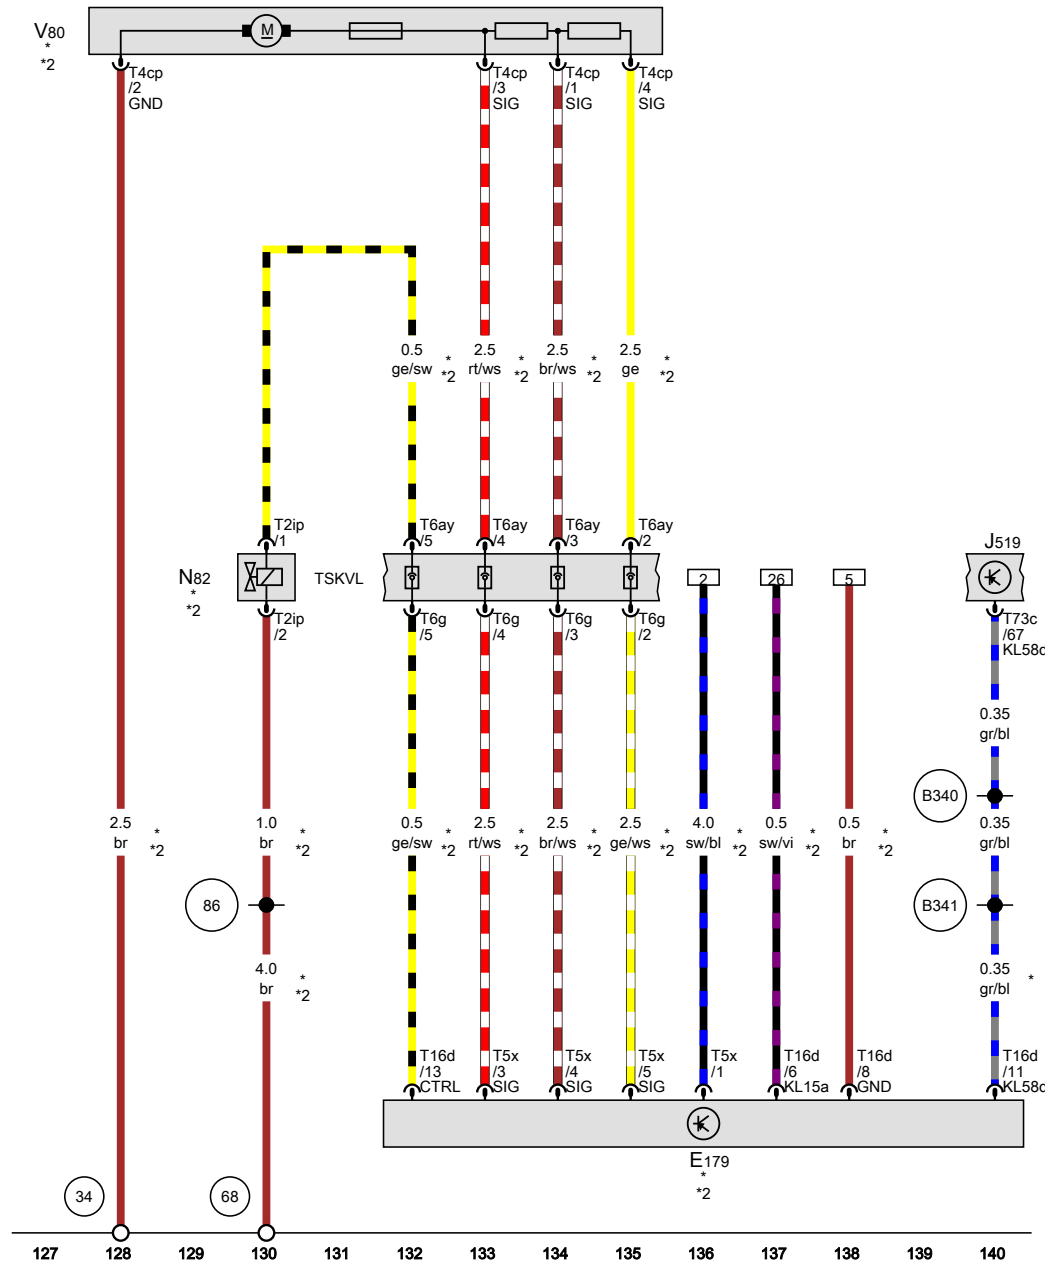 V80
*
*2
M
T4cp
/2
GND
T4cp
/3
SIG
T4cp
/1
SIG
T4cp
/4
SIG
0.5
ge/sw
*
*2
2.5
rt/ws
*
*2
2.5
br/ws
*
*2
2.5
ge
*
*2
T2ip
/1
T6ay
/5
T6ay
/4
T6ay
/3
T6ay
/2
J519
N82
*
*2
TSKVL
2
26
5
T2ip
/2
T6g
/5
T6g
/4
T6g
/3
T6g
/2
T73c
/67
KL58d
0.35
gr/bl
B340
2.5
br
*
*2
1.0
br
*
*2
0.5
ge/sw
*
*2
2.5
rt/ws
*
*2
2.5
br/ws
*
*2
2.5
ge/ws
*
*2
4.0
sw/bl
*
*2
0.5
sw/vi
*
*2
0.5
br
*
*2
0.35
gr/bl
86
B341
4.0
br
*
*2
0.35
gr/bl
*
T16d
/13
CTRL
T5x
/3
SIG
T5x
/4
SIG
T5x
/5
SIG
T5x
/1
T16d
/6
KL15a
T16d
/8
GND
T16d
/11
KL58d
E179
*
*2
34
68
127 128 129 130 131 132 133 134 135 136 137 138 139 140